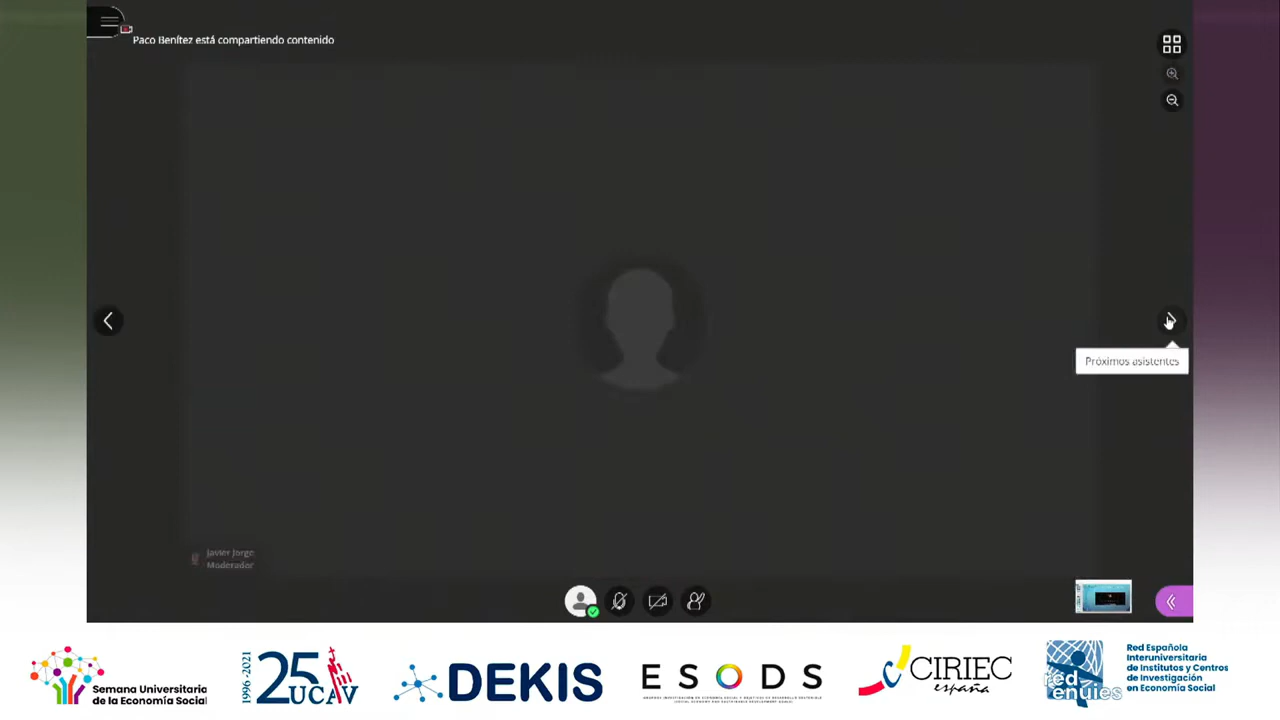 Paco Benítez está compartiendo contenido
Próximos asistentes
Javier Jorge
Moderador
Semana Universitaria
de la Economía Social
1996-2021
25
UCAV
DEKIS
ESODS
CIRIEC
españa
red
enuies
Red Española
Interuniversitaria
de Institutos y Centros
de Investigación
en Economía Social